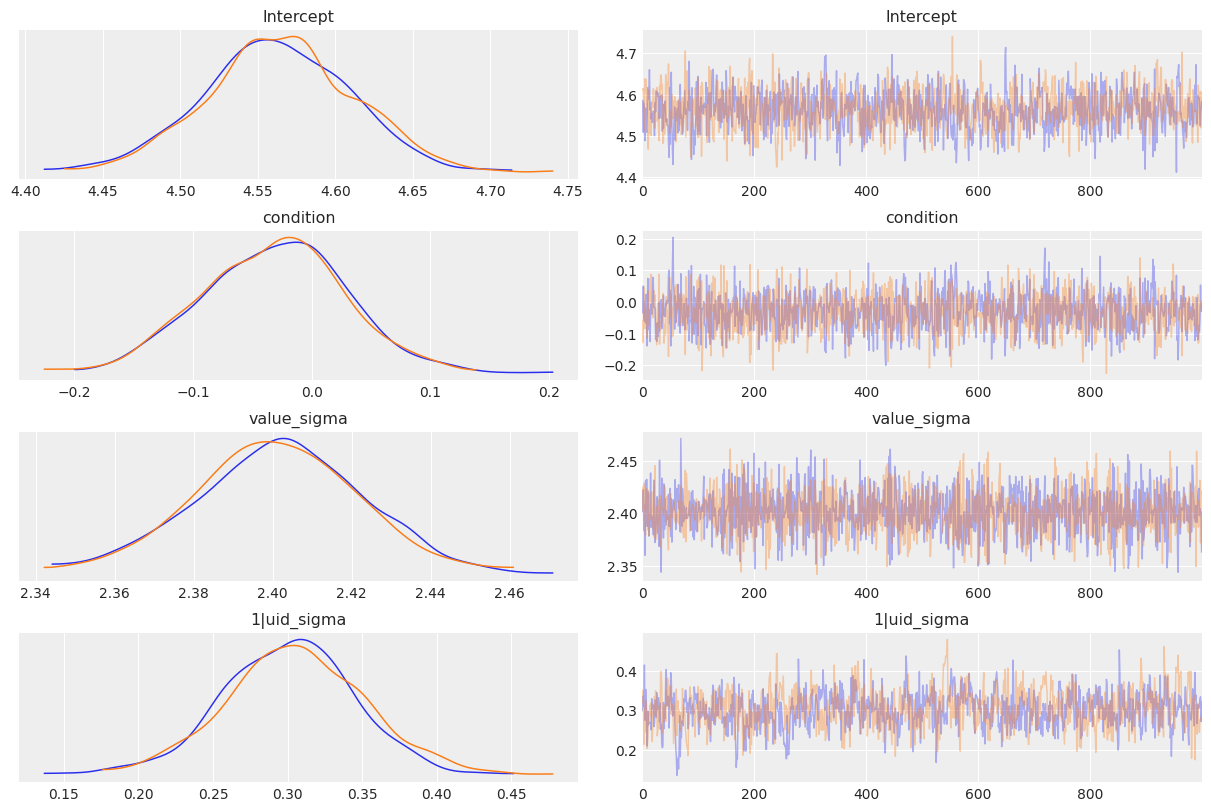 Intercept Intercept
4.7
4.6
4.5
4.4
4.40 4.45 4.50 4.55 4.60 4.65 4.70 4.75 0 200 400 600 800
condition condition
0.2
0.1
0.0
−0.1
−0.2
−0.2 −0.1 0.0 0.1 0.2 0 200 400 600 800
value_sigma value_sigma
2.45
2.40
2.35
2.34 2.36 2.38 2.40 2.42 2.44 2.46 0 200 400 600 800
1|uid_sigma 1|uid_sigma
0.4
0.3
0.2
0.15 0.20 0.25 0.30 0.35 0.40 0.45 0 200 400 600 800